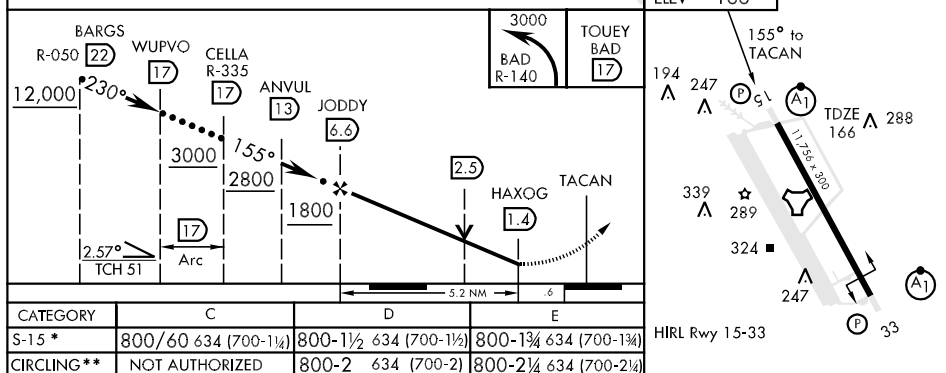 ELEV 166
BARGS
R-050 22
WUPVO
17
CELLA
R-335
17
ANVUL
13
JODDY
6.6
3000
BAD
R-140
TOUEY
BAD
17
12,000
230°
3000
155°
2800
1800
2.5
HAXOG
1.4
TACAN
2.57°
TCH 51
17
Arc
5.2 NM
.6
CATEGORY C D E
S-15 * 800/60 634 (700-1¼) 800-1½ 634 (700-1½) 800-1¾ 634 (700-1¾)
CIRCLING** NOT AUTHORIZED 800-2 634 (700-2) 800-2¼ 634 (700-2¼)
155° to
TACAN
194
247
P
15
A1
TDZE
166
288
11,756 x 300
339
289
324
247
A1
P
33
HIRL Rwy 15-33